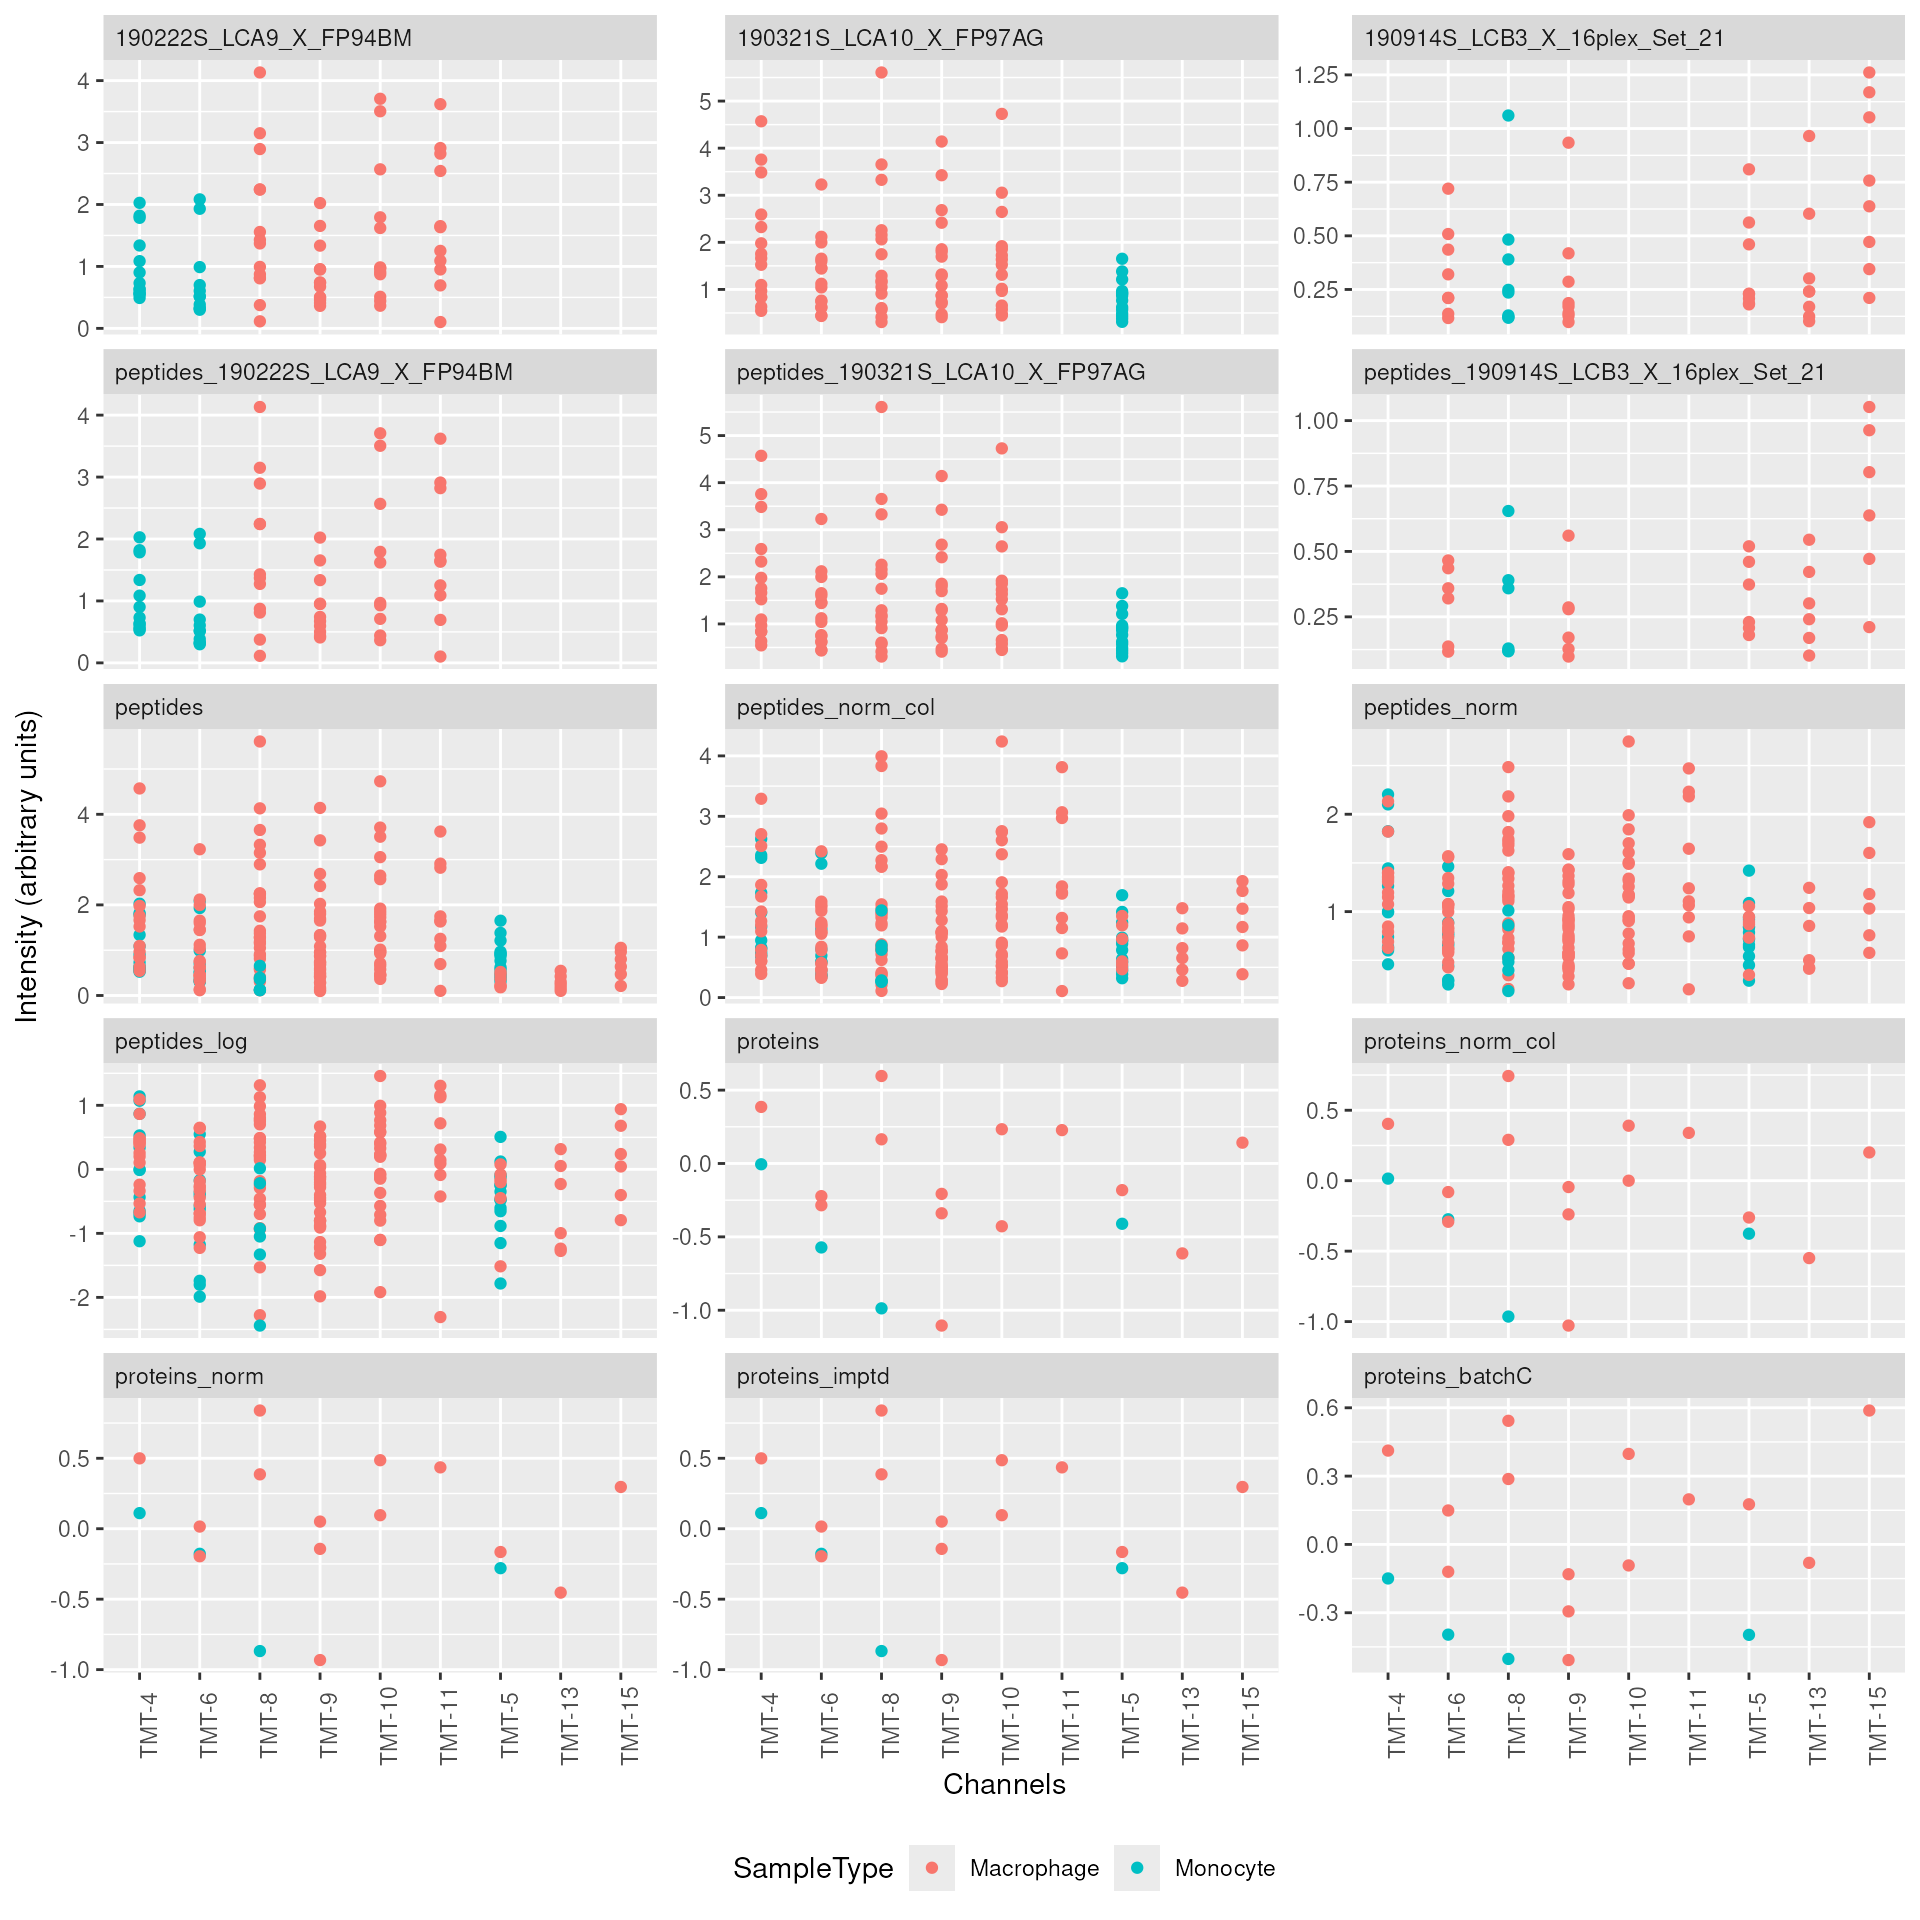 190222S_LCA9_X_FP94BM
190321S_LCA10_X_FP97AG
190914S_LCB3_X_16plex_Set_21
4
3
2
1
0
5
4
3
2
1
1.25
1.00
0.75
0.50
0.25
peptides_190222S_LCA9_X_FP94BM
peptides_190321S_LCA10_X_FP97AG
peptides_190914S_LCB3_X_16plex_Set_21
4
3
2
1
0
5
4
3
2
1
1.00
0.75
0.50
0.25
Intensity (arbitrary units)
peptides
peptides_norm_col
peptides_norm
4
2
0
4
3
2
1
0
2
1
peptides_log
proteins
proteins_norm_col
1
0
-1
-2
0.5
0.0
-0.5
-1.0
0.5
0.0
-0.5
-1.0
proteins_norm
proteins_imptd
proteins_batchC
0.5
0.0
-0.5
-1.0
0.5
0.0
-0.5
-1.0
0.6
0.3
0.0
-0.3
TMT-4
TMT-6
TMT-8
TMT-9
TMT-10
TMT-11
TMT-5
TMT-13
TMT-15
TMT-4
TMT-6
TMT-8
TMT-9
TMT-10
TMT-11
TMT-5
TMT-13
TMT-15
TMT-4
TMT-6
TMT-8
TMT-9
TMT-10
TMT-11
TMT-5
TMT-13
TMT-15
Channels
SampleType Macrophage Monocyte